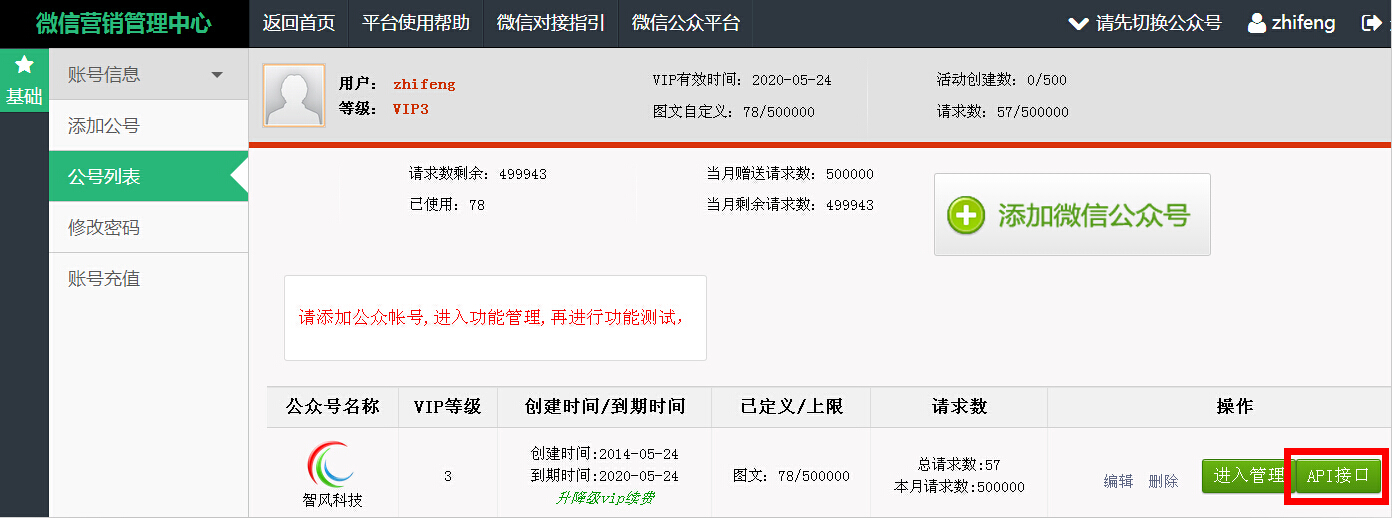 微信营销管理中心 返回首页 平台使用帮助 微信对接指引 微信公众平台 请先切换公众号 zhifeng
基础
账号信息
添加公号
公号列表
修改密码
账号充值
用户： zhifeng
等级： VIP3
VIP有效时间：2020-05-24
图文自定义：78/500000
活动创建数：0/500
请求数：57/500000
请求数剩余：499943
已使用：78
当月赠送请求数：500000
当月剩余请求数：499943
添加微信公众号
请添加公众帐号,进入功能管理,再进行功能测试，
公众号名称 VIP等级 创建时间/到期时间 已定义/上限 请求数 操作
智风科技
3
创建时间:2014-05-24
到期时间:2020-05-24
升降级vip续费
图文：78/500000
总请求数:57
本月请求数:500000
编辑 删除 进入管理 API接口